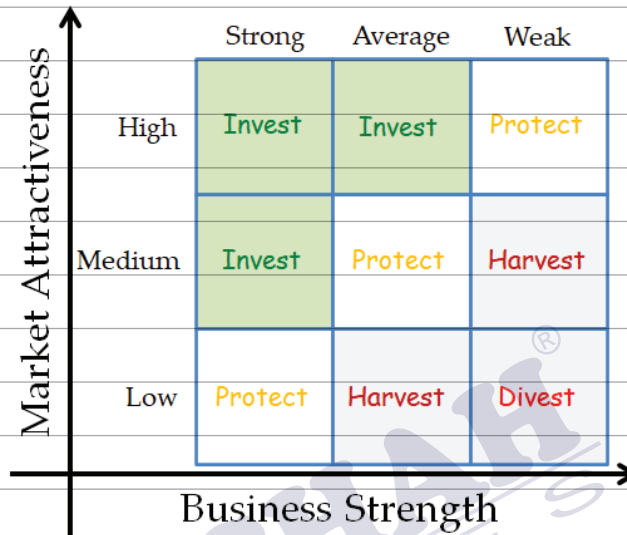 Strong Average Weak
Market Attractiveness
High Invest Invest Protect
Medium Invest Protect Harvest
Low Protect Harvest Divest
Business Strength
®